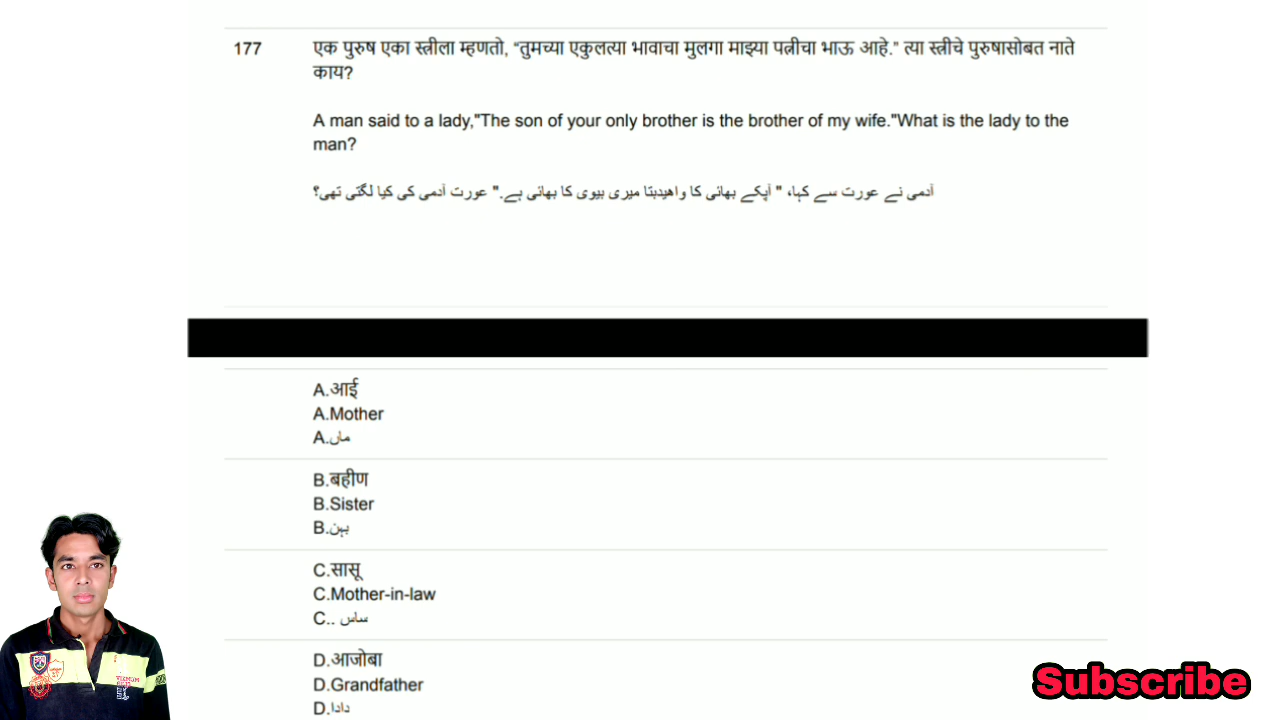 177
एक पुरुष एका स्त्रीला म्हणतो, "तुमच्या एकुलत्या भावाचा मुलगा माझ्या पत्नीचा भाऊ आहे." त्या स्त्रीचे पुरुषासोबत नाते
काय?
A man said to a lady,"The son of your only brother is the brother of my wife."What is the lady to the
man?
آدمی نے عورت سے کہا، " آپکے بھائی کا واھیدبتا میری بیوی کا بھائی ہے." عورت آدمی کی کیا لگتی تھی؟
A.आई
A.Mother
A.ماں
B.बहीण
B.Sister
B.بہن
C.सासू
C.Mother-in-law
C.. ساس
D.आजोबा
D.Grandfather
D.دادا
Subscribe